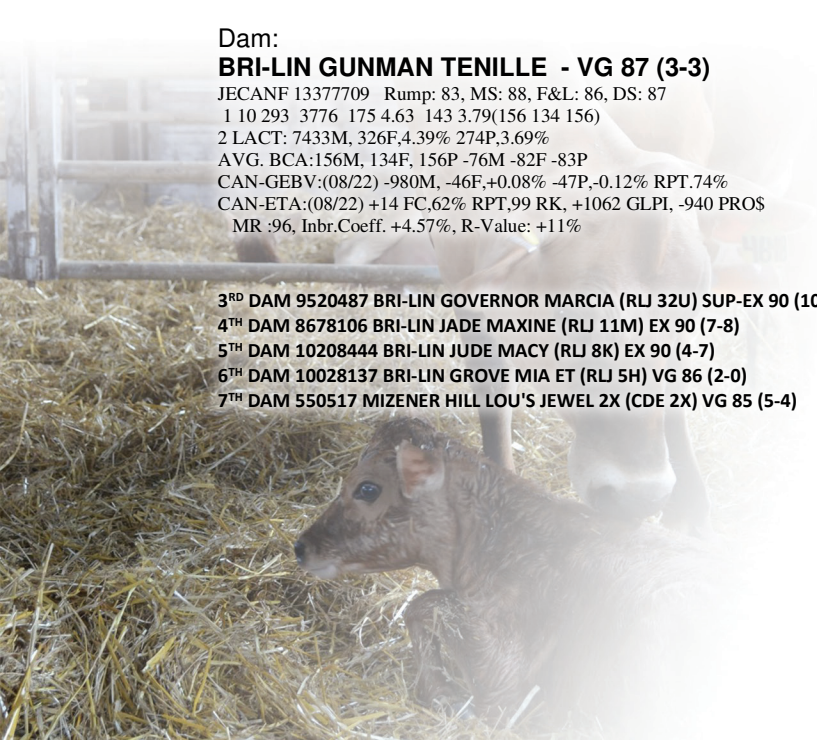 Dam:
BRI-LIN GUNMAN TENILLE - VG 87 (3-3)
JECANF 13377709 Rump: 83, MS: 88, F&L: 86, DS: 87
1 10 293 3776 175 4.63 143 3.79(156 134 156)
2 LACT: 7433M, 326F,4.39% 274P,3.69%
AVG. BCA:156M, 134F, 156P -76M -82F -83P
CAN-GEBV:(08/22) -980M, -46F,+0.08% -47P,-0.12% RPT.74%
CAN-ETA:(08/22) +14 FC,62% RPT,99 RK, +1062 GLPI, -940 PRO$
MR :96, Inbr.Coeff. +4.57%, R-Value: +11%
3RD DAM 9520487 BRI-LIN GOVERNOR MARCIA (RLJ 32U) SUP-EX 90 (10
4TH DAM 8678106 BRI-LIN JADE MAXINE (RLJ 11M) EX 90 (7-8)
5TH DAM 10208444 BRI-LIN JUDE MACY (RLJ 8K) EX 90 (4-7)
6TH DAM 10028137 BRI-LIN GROVE MIA ET (RLJ 5H) VG 86 (2-0)
7TH DAM 550517 MIZENER HILL LOU'S JEWEL 2X (CDE 2X) VG 85 (5-4)